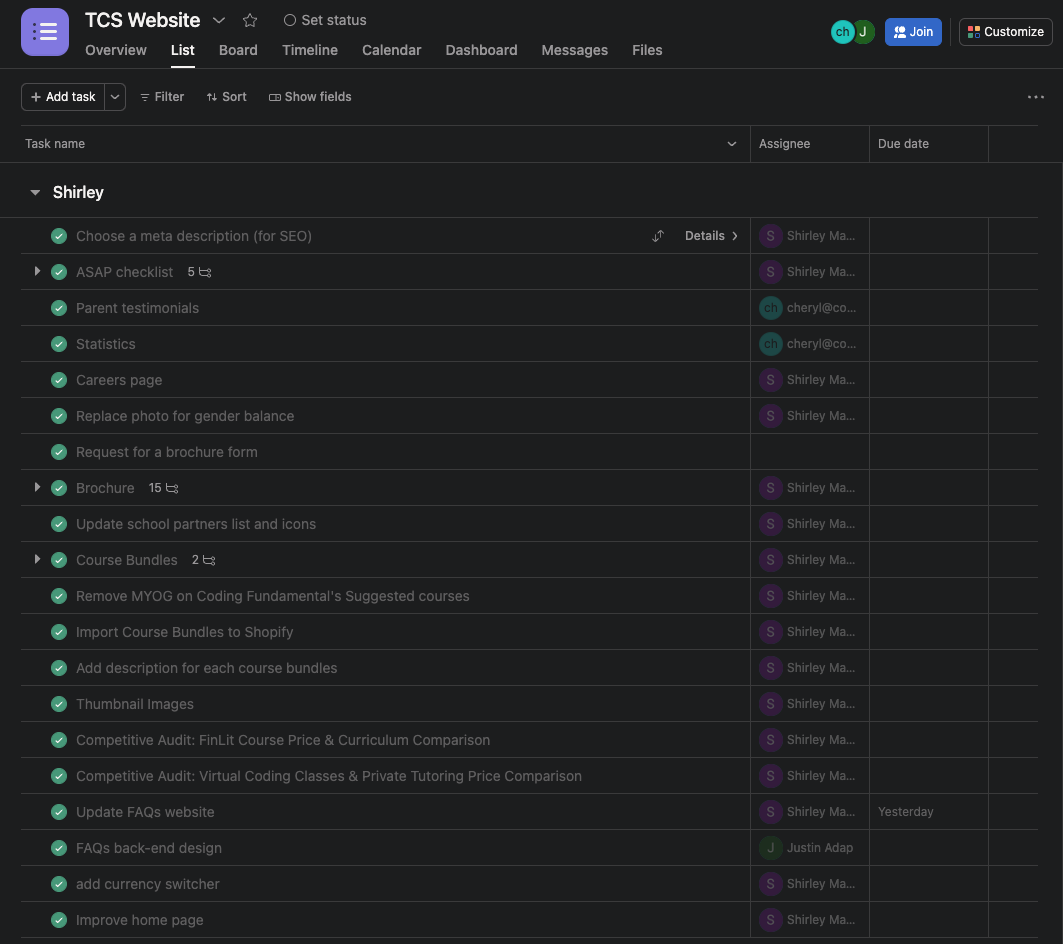 TCS Website Set status
Overview List Board Timeline Calendar Dashboard Messages Files
ch J Join Customize
+ Add task Filter Sort Show fields
Task name Assignee Due date
Shirley
Choose a meta description (for SEO) Details S Shirley Ma...
ASAP checklist 5 S Shirley Ma...
Parent testimonials ch cheryl@co...
Statistics ch cheryl@co...
Careers page S Shirley Ma...
Replace photo for gender balance S Shirley Ma...
Request for a brochure form
Brochure 15 S Shirley Ma...
Update school partners list and icons S Shirley Ma...
Course Bundles 2 S Shirley Ma...
Remove MYOG on Coding Fundamental's Suggested courses S Shirley Ma...
Import Course Bundles to Shopify S Shirley Ma...
Add description for each course bundles S Shirley Ma...
Thumbnail Images S Shirley Ma...
Competitive Audit: FinLit Course Price & Curriculum Comparison S Shirley Ma...
Competitive Audit: Virtual Coding Classes & Private Tutoring Price Comparison S Shirley Ma...
Update FAQs website S Shirley Ma... Yesterday
FAQs back-end design J Justin Adap
add currency switcher S Shirley Ma...
Improve home page S Shirley Ma...